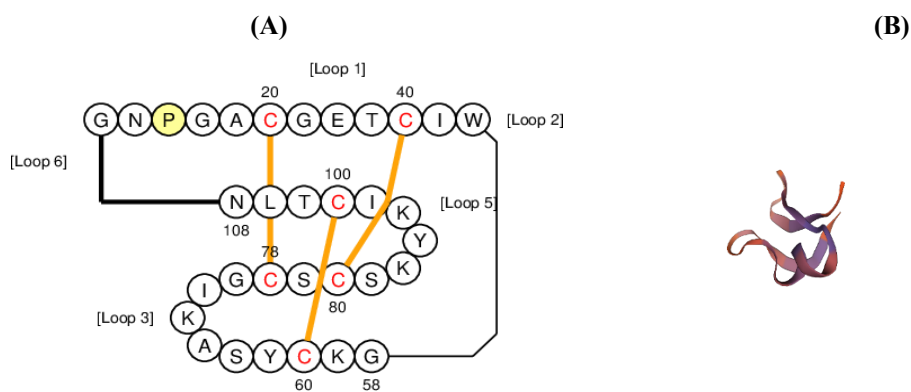 (A) (B)
[Loop 1]
20 40
G N P G A C G E T C I W [Loop 2]
[Loop 6]
100
N L T C I K [Loop 5]
108
Y
78
I G C S C S K
80
K
[Loop 3]
A S Y C K G
60 58